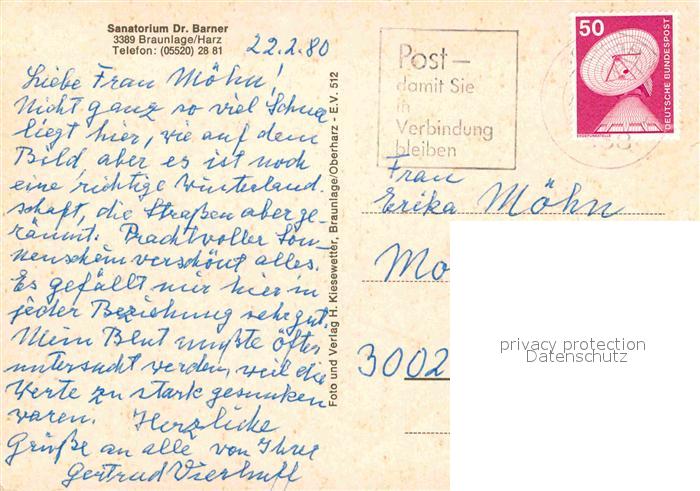 Sanatorium Dr. Barner
3389 Braunlage/Harz
Telefon: (05520) 28 81
22.2.80
Liebe Frau Möhn!
Nicht ganz so viel Schnee
liegt hier, wie auf dem
Bild, aber es ist noch
eine richtige Winterland-
schaft, die Straßen aber ge-
räumt. Prachtvoller Son-
nenschein verschönt alles.
Es gefällt mir hier in
jeder Beziehung sehr gut.
Mein Blut mußte öfter
untersucht werden, weil die
Werte zu stark gesunken
waren. Herzliche
Grüße an alle von Ihrer
Gertrud Vierhuff
Foto und Verlag H. Kiesewetter, Braunlage/Oberharz - E.V. 512
Post –
damit Sie
in
Verbindung
bleiben
50
DEUTSCHE BUNDESPOST
ERDEFUNKSTELLE
Frau
Erika Möhn
Mo
3002
privacy protection
Datenschutz